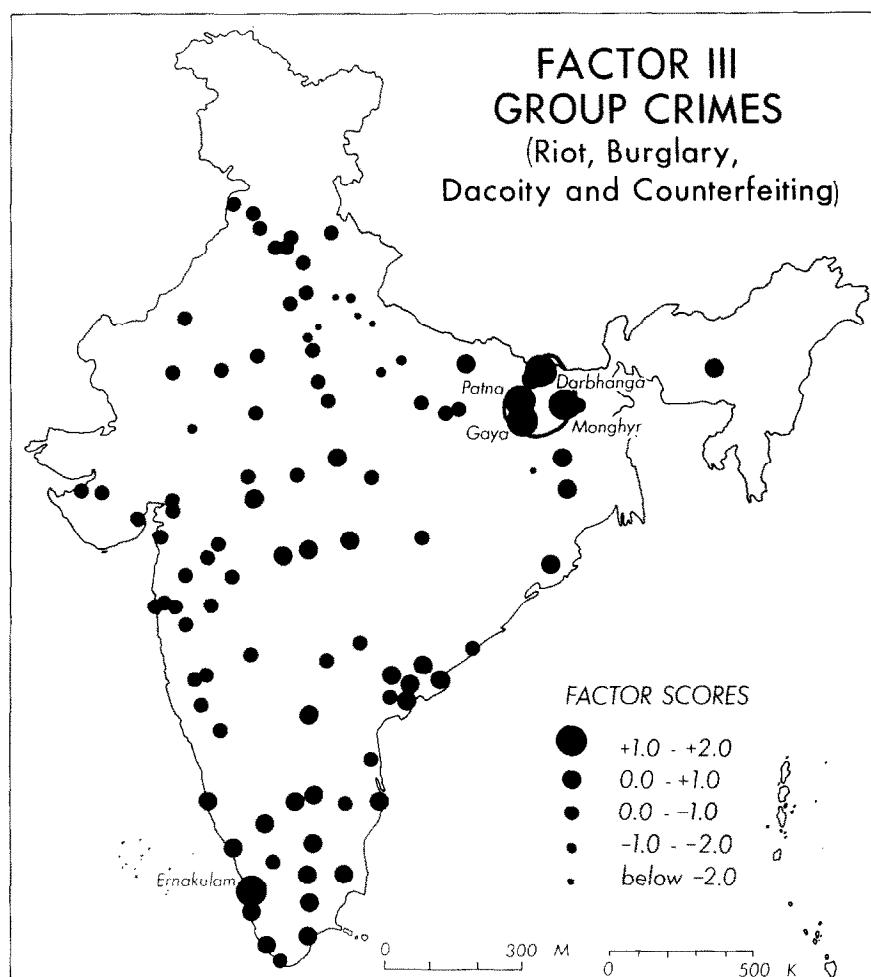 FACTOR III
GROUP CRIMES
(Riot, Burglary,
Dacoity and Counterfeiting)
Patna
Darbhanga
Gaya
Monghyr
Ernakulam
FACTOR SCORES
+1.0 - +2.0
0.0 - +1.0
0.0 - -1.0
-1.0 - -2.0
below -2.0
0 300 M
0 500 K